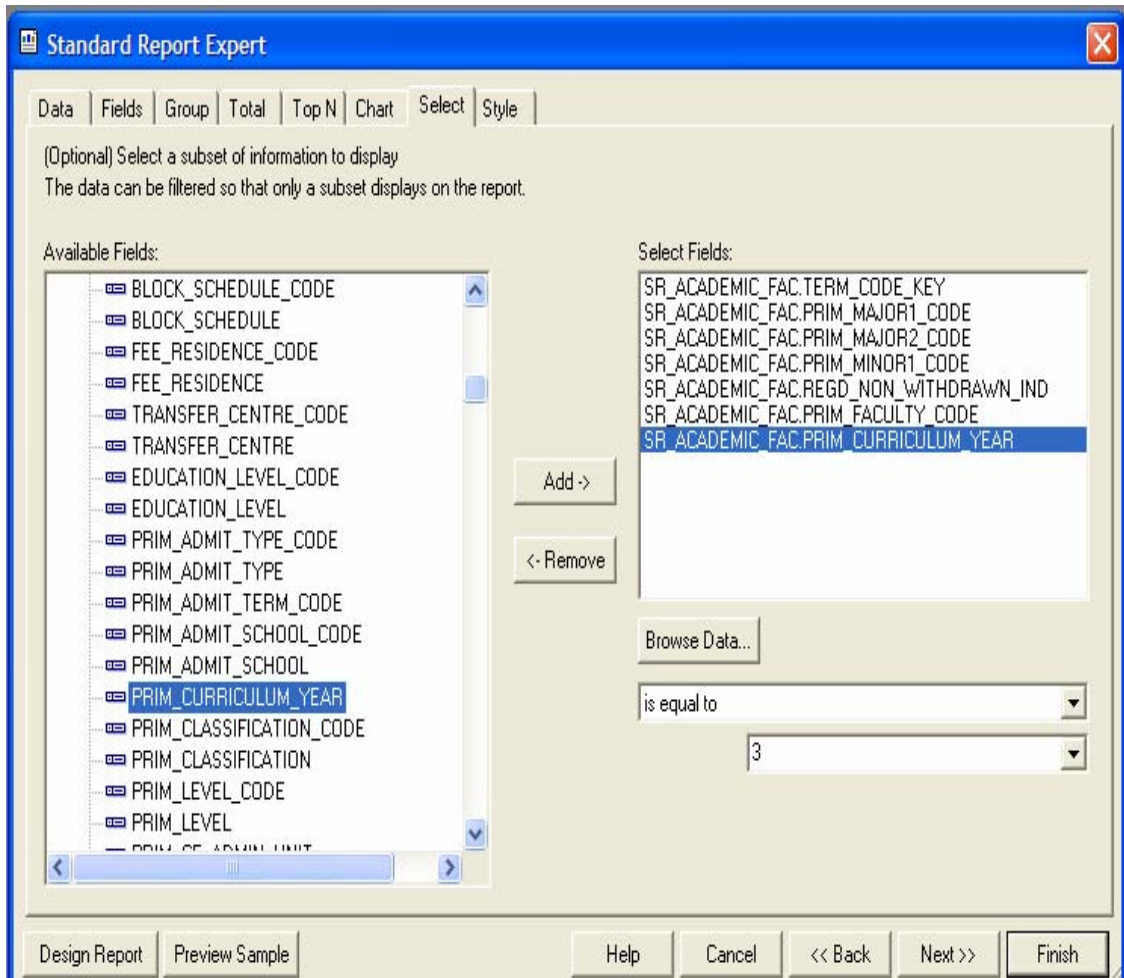 Standard Report Expert
Data Fields Group Total Top N Chart Select Style
(Optional) Select a subset of information to display
The data can be filtered so that only a subset displays on the report.
Available Fields:
BLOCK_SCHEDULE_CODE
BLOCK_SCHEDULE
FEE_RESIDENCE_CODE
FEE_RESIDENCE
TRANSFER_CENTRE_CODE
TRANSFER_CENTRE
EDUCATION_LEVEL_CODE
EDUCATION_LEVEL
PRIM_ADMIT_TYPE_CODE
PRIM_ADMIT_TYPE
PRIM_ADMIT_TERM_CODE
PRIM_ADMIT_SCHOOL_CODE
PRIM_ADMIT_SCHOOL
PRIM_CURRICULUM_YEAR
PRIM_CLASSIFICATION_CODE
PRIM_CLASSIFICATION
PRIM_LEVEL_CODE
PRIM_LEVEL
Add ->
<- Remove
Select Fields:
SR_ACADEMIC_FAC.TERM_CODE_KEY
SR_ACADEMIC_FAC.PRIM_MAJOR1_CODE
SR_ACADEMIC_FAC.PRIM_MAJOR2_CODE
SR_ACADEMIC_FAC.PRIM_MINOR1_CODE
SR_ACADEMIC_FAC.REGD_NON_WITHDRAWN_IND
SR_ACADEMIC_FAC.PRIM_FACULTY_CODE
SR_ACADEMIC_FAC.PRIM_CURRICULUM_YEAR
Browse Data...
is equal to
3
Design Report Preview Sample Help Cancel << Back Next >> Finish